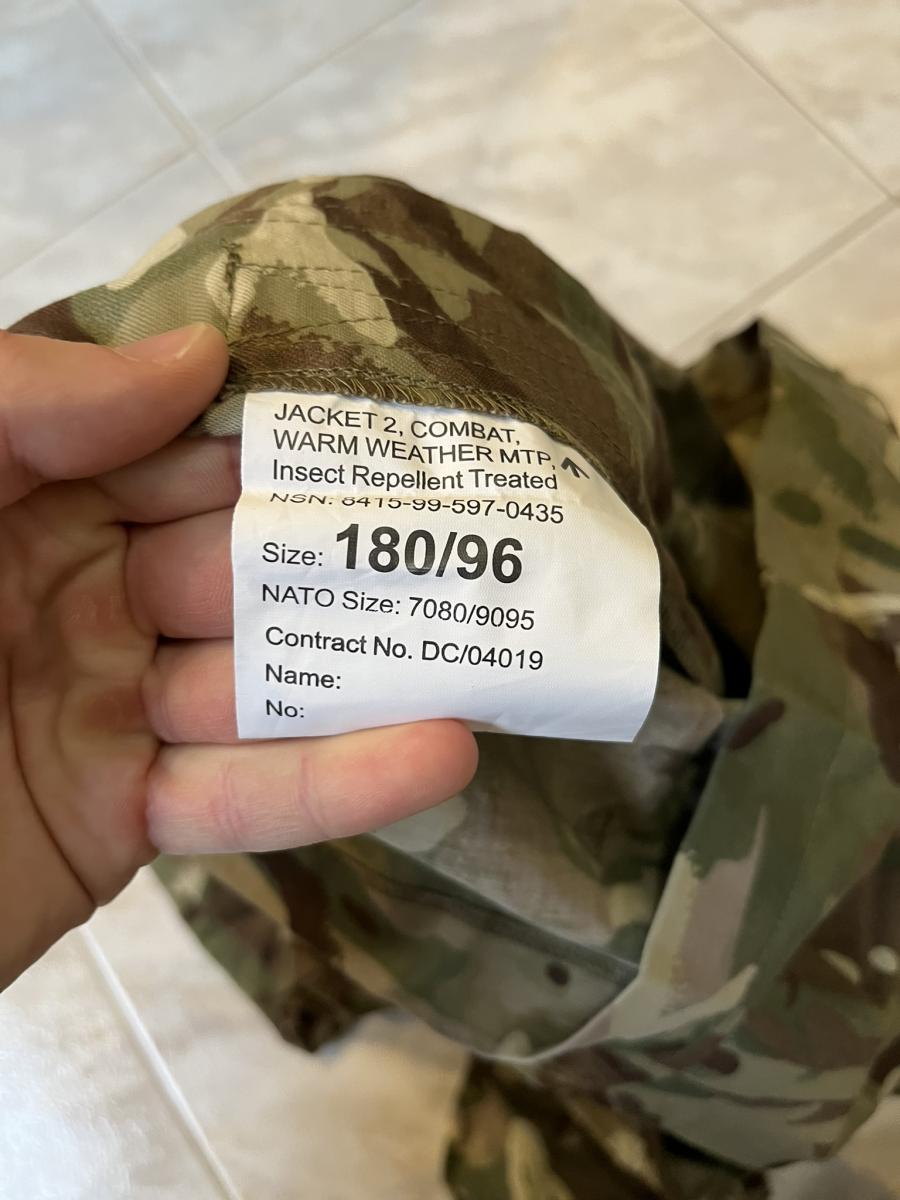 JACKET 2, COMBAT,
WARM WEATHER MTP,
Insect Repellent Treated
NSN: 8415-99-597-0435
Size: 180/96
NATO Size: 7080/9095
Contract No. DC/04019
Name:
No: